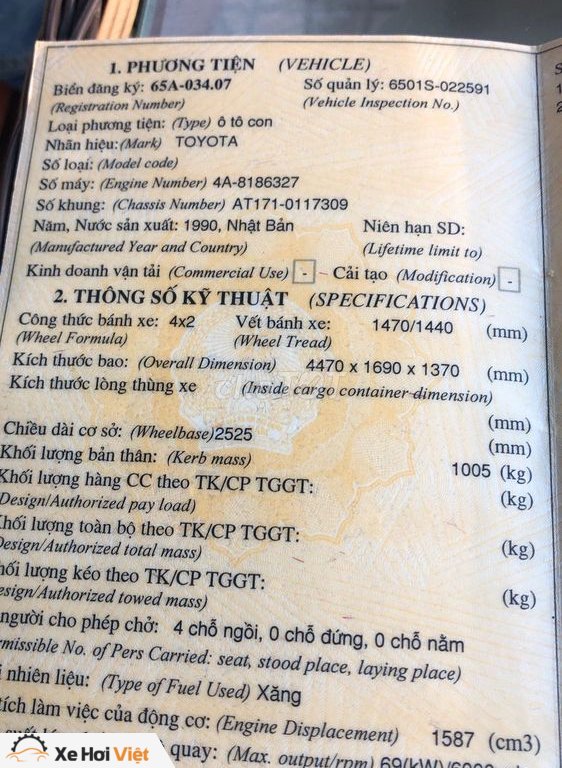 1. PHƯƠNG TIỆN (VEHICLE)
Biển đăng ký: 65A-034.07 Số quản lý: 6501S-022591
(Registration Number) (Vehicle Inspection No.)
Loại phương tiện: (Type) ô tô con
Nhãn hiệu: (Mark) TOYOTA
Số loại: (Model code)
Số máy: (Engine Number) 4A-8186327
Số khung: (Chassis Number) AT171-0117309
Năm, Nước sản xuất: 1990, Nhật Bản Niên hạn SD:
(Manufactured Year and Country) (Lifetime limit to)
Kinh doanh vận tải (Commercial Use) - Cải tạo (Modification) -
2. THÔNG SỐ KỸ THUẬT (SPECIFICATIONS)
Công thức bánh xe: 4x2 Vết bánh xe: 1470/1440 (mm)
(Wheel Formula) (Wheel Tread)
Kích thước bao: (Overall Dimension) 4470 x 1690 x 1370 (mm)
Kích thước lòng thùng xe (Inside cargo container dimension)
(mm)
Chiều dài cơ sở: (Wheelbase) 2525 (mm)
Khối lượng bản thân: (Kerb mass) 1005 (kg)
Khối lượng hàng CC theo TK/CP TGGT: (kg)
Design/Authorized pay load)
Khối lượng toàn bộ theo TK/CP TGGT: (kg)
Design/Authorized total mass)
hối lượng kéo theo TK/CP TGGT: (kg)
esign/Authorized towed mass)
người cho phép chở: 4 chỗ ngồi, 0 chỗ đứng, 0 chỗ nằm
rmissible No. of Pers Carried: seat, stood place, laying place)
i nhiên liệu: (Type of Fuel Used) Xăng
tích làm việc của động cơ: (Engine Displacement) 1587 (cm3)
quay: (Max. output/rpm) 69(kW)/6000
Xe Hơi Việt